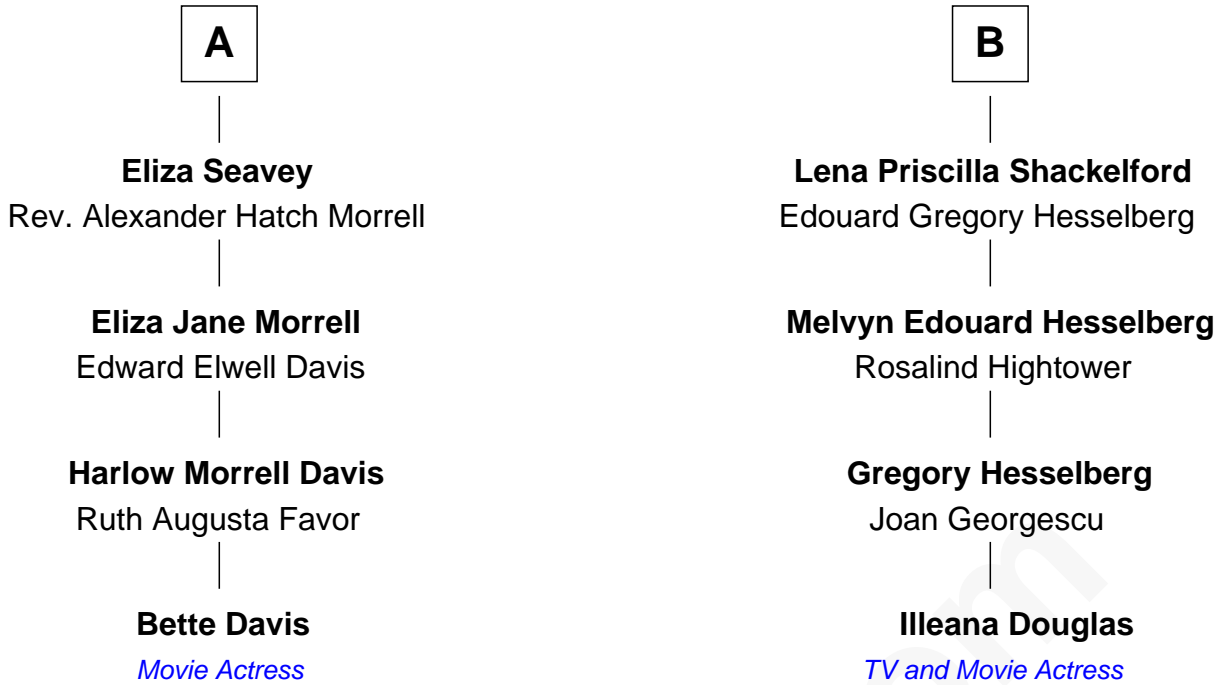 A
Eliza Seavey
Rev. Alexander Hatch Morrell
Eliza Jane Morrell
Edward Elwell Davis
Harlow Morrell Davis
Ruth Augusta Favor
Bette Davis
Movie Actress
B
Lena Priscilla Shackelford
Edouard Gregory Hesselberg
Melvyn Edouard Hesselberg
Rosalind Hightower
Gregory Hesselberg
Joan Georgescu
Illeana Douglas
TV and Movie Actress